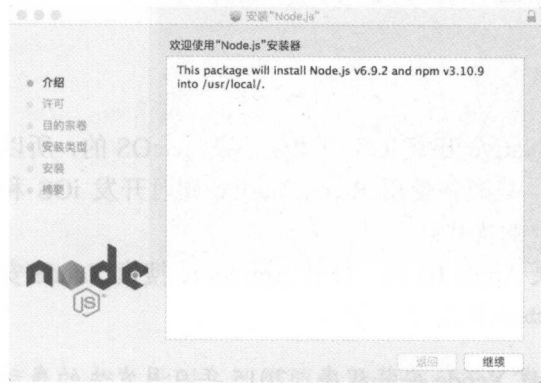 安装“Node.js”
欢迎使用“Node.js”安装器
This package will install Node.js v6.9.2 and npm v3.10.9
into /usr/local/.
介绍
许可
目的宗卷
安装类型
安装
摘要
node
JS
返回
继续